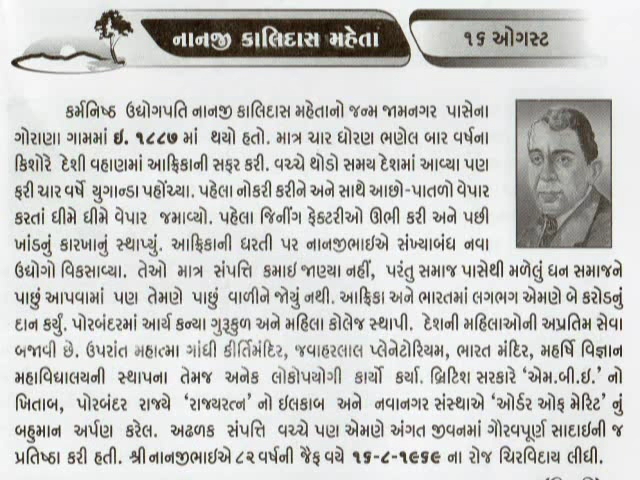 નાનજી કાલિદાસ મહેતા
૧૬ ઓગસ્ટ
કર્મનિષ્ઠ ઉદ્યોગપતિ નાનજી કાલિદાસ મહેતાનો જન્મ જામનગર પાસેના
ગોરાણા ગામમાં ઇ. ૧૮૮૭ માં થયો હતો. માત્ર ચાર ધોરણ ભણેલ બાર વર્ષના
કિશોરે દેશી વહાણમાં આફ્રિકાની સફર કરી. વચ્ચે થોડો સમય દેશમાં આવ્યા પણ
ફરી ચાર વર્ષે યુગાન્ડા પહોંચ્યા. પહેલા નોકરી કરીને અને સાથે આછો-પાતળો વેપાર
કરતાં ધીમે ધીમે વેપાર જમાવ્યો. પહેલા જિનીંગ ફેક્ટરીઓ ઊભી કરી અને પછી
ખાંડનું કારખાનું સ્થાપ્યું. આફ્રિકાની ધરતી પર નાનજીભાઈએ સંખ્યાબંધ નવા
ઉદ્યોગો વિકસાવ્યા. તેઓ માત્ર સંપત્તિ કમાઇ જાણ્યા નહીં, પરંતુ સમાજ પાસેથી મળેલું ધન સમાજને
પાછું આપવામાં પણ તેમણે પાછું વાળીને જોયું નથી. આફ્રિકા અને ભારતમાં લગભગ એમણે બે કરોડનું
દાન કર્યું. પોરબંદરમાં આર્ય કન્યા ગુરૂકુળ અને મહિલા કોલેજ સ્થાપી. દેશની મહિલાઓની અપ્રતિમ સેવા
બજાવી છે. ઉપરાંત મહાત્મા ગાંધી કીર્તિમંદિર, જવાહરલાલ પ્લેનેટોરિયમ, ભારત મંદિર, મહર્ષિ વિજ્ઞાન
મહાવિદ્યાલયની સ્થાપના તેમજ અનેક લોકોપયોગી કાર્યો કર્યા. બ્રિટિશ સરકારે ‘એમ.બી.ઇ.’ નો
ખિતાબ, પોરબંદર રાજ્યે ‘રાજ્યરત્ન’ નો ઈલકાબ અને નવાનગર સંસ્થાએ ‘ઓર્ડર ઓફ મેરિટ’ નું
બહુમાન અર્પણ કરેલ. અઢળક સંપત્તિ વચ્ચે પણ એમણે અંગત જીવનમાં ગૌરવપૂર્ણ સાદાઈની જ
પ્રતિષ્ઠા કરી હતી. શ્રી નાનજીભાઈએ ૮૨ વર્ષની જૈફ વયે ૧૬-૮-૧૯૬૯ ના રોજ ચિરવિદાય લીધી.